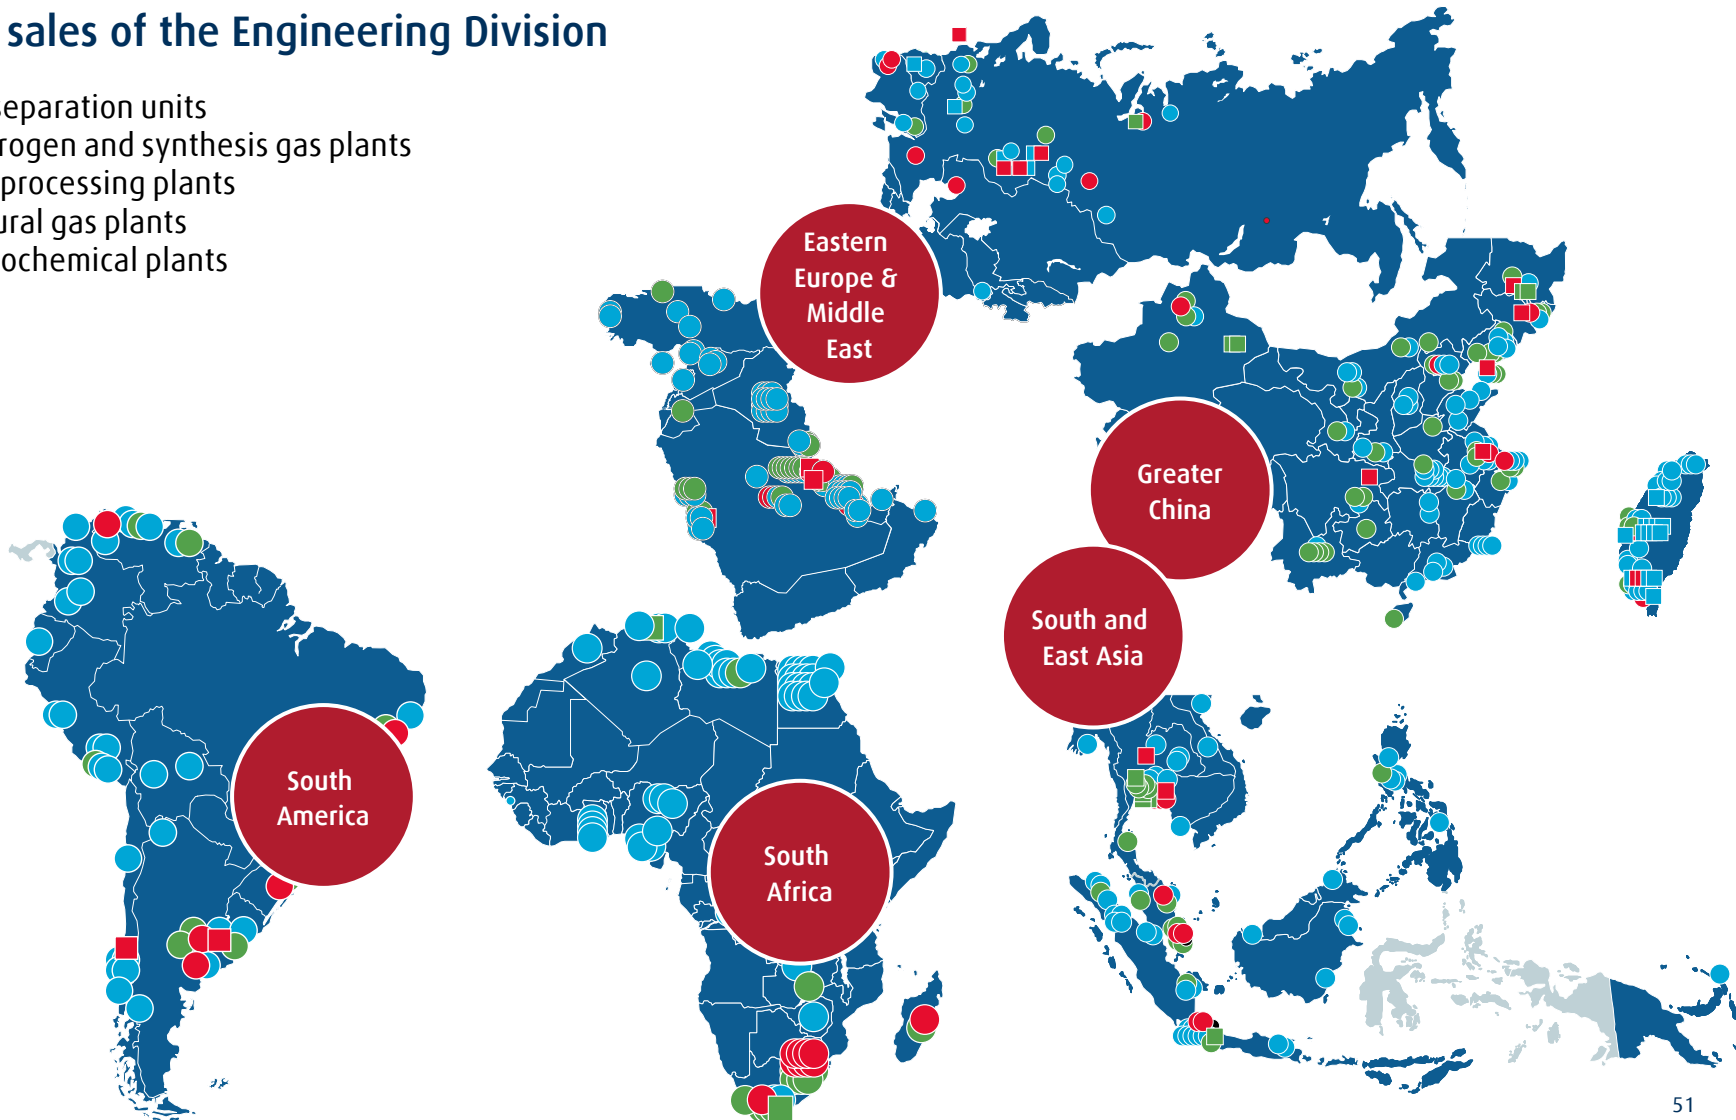 sales of the Engineering Division
separation units
rogen and synthesis gas plants
processing plants
ural gas plants
ochemical plants
Eastern
Europe &
Middle
East
Greater
China
South and
East Asia
South
America
South
Africa
51